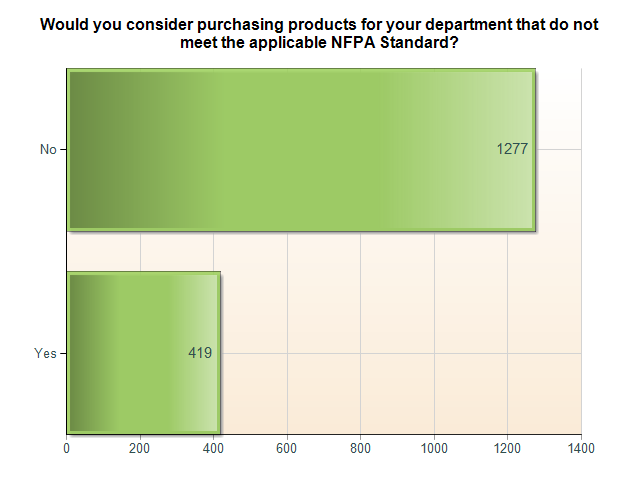 Would you consider purchasing products for your department that do not
meet the applicable NFPA Standard?
No
1277
Yes
419
0 200 400 600 800 1000 1200 1400